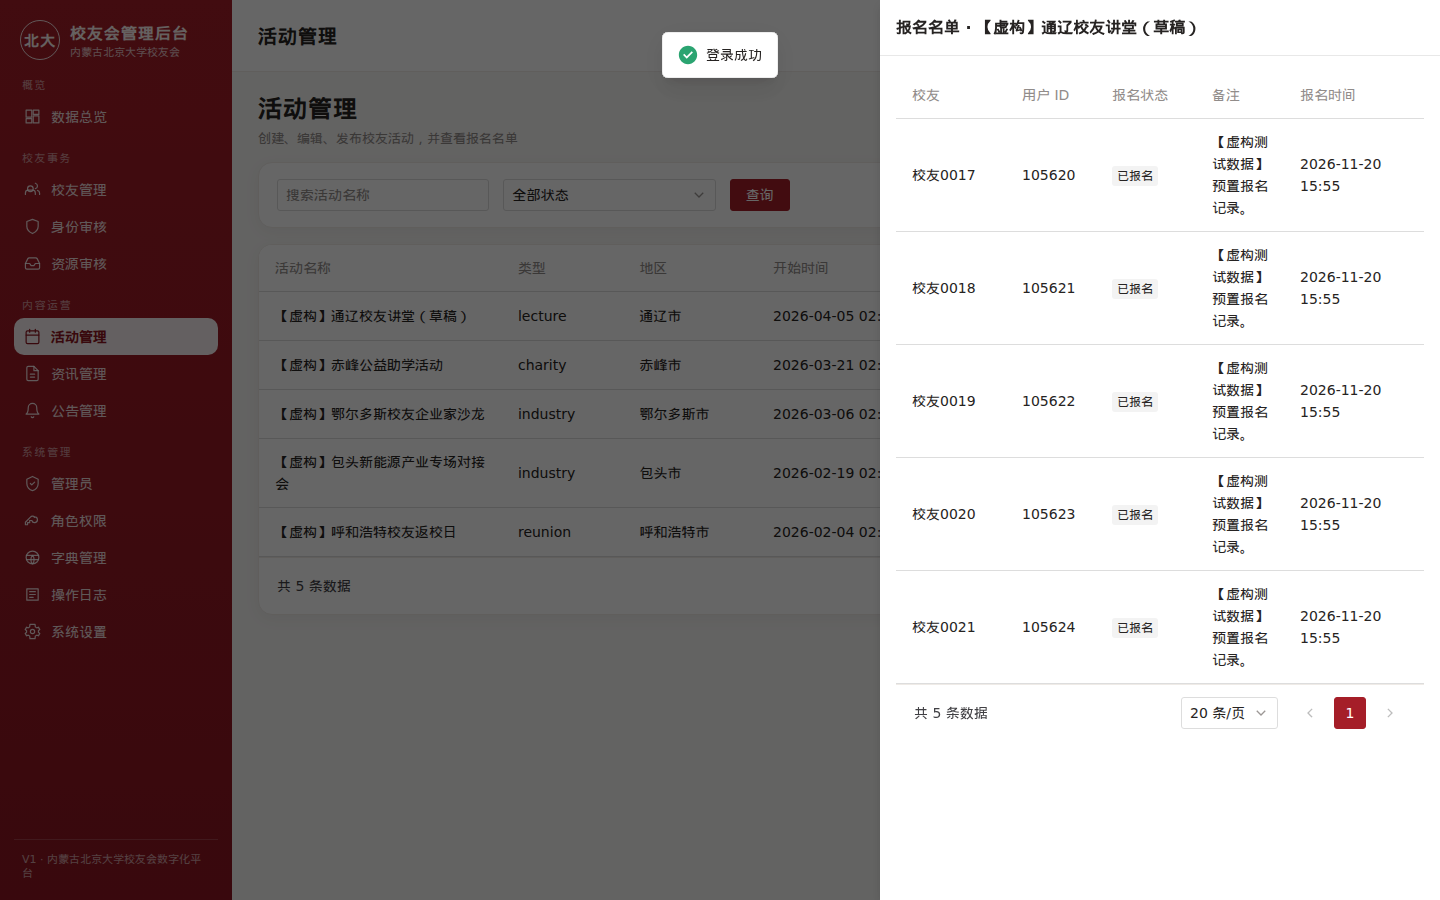 北大
校友会管理后台
内蒙古北京大学校友会
概览
数据总览
校友事务
校友管理
身份审核
资源审核
内容运营
活动管理
资讯管理
公告管理
系统管理
管理员
角色权限
字典管理
操作日志
系统设置
V1 · 内蒙古北京大学校友会数字化平
台
活动管理
登录成功
活动管理
创建、编辑、发布校友活动，并查看报名名单
搜索活动名称
全部状态
查询
活动名称 类型 地区 开始时间
【虚构】通辽校友讲堂（草稿） lecture 通辽市 2026-04-05 02:
【虚构】赤峰公益助学活动 charity 赤峰市 2026-03-21 02:
【虚构】鄂尔多斯校友企业家沙龙 industry 鄂尔多斯市 2026-03-06 02:
【虚构】包头新能源产业专场对接
会 industry 包头市 2026-02-19 02:
【虚构】呼和浩特校友返校日 reunion 呼和浩特市 2026-02-04 02:
共 5 条数据
报名名单 · 【虚构】通辽校友讲堂（草稿）
校友 用户 ID 报名状态 备注 报名时间
校友0017 105620 已报名
【虚构测
试数据】
预置报名
记录。
2026-11-20
15:55
校友0018 105621 已报名
【虚构测
试数据】
预置报名
记录。
2026-11-20
15:55
校友0019 105622 已报名
【虚构测
试数据】
预置报名
记录。
2026-11-20
15:55
校友0020 105623 已报名
【虚构测
试数据】
预置报名
记录。
2026-11-20
15:55
校友0021 105624 已报名
【虚构测
试数据】
预置报名
记录。
2026-11-20
15:55
共 5 条数据
20 条/页
1